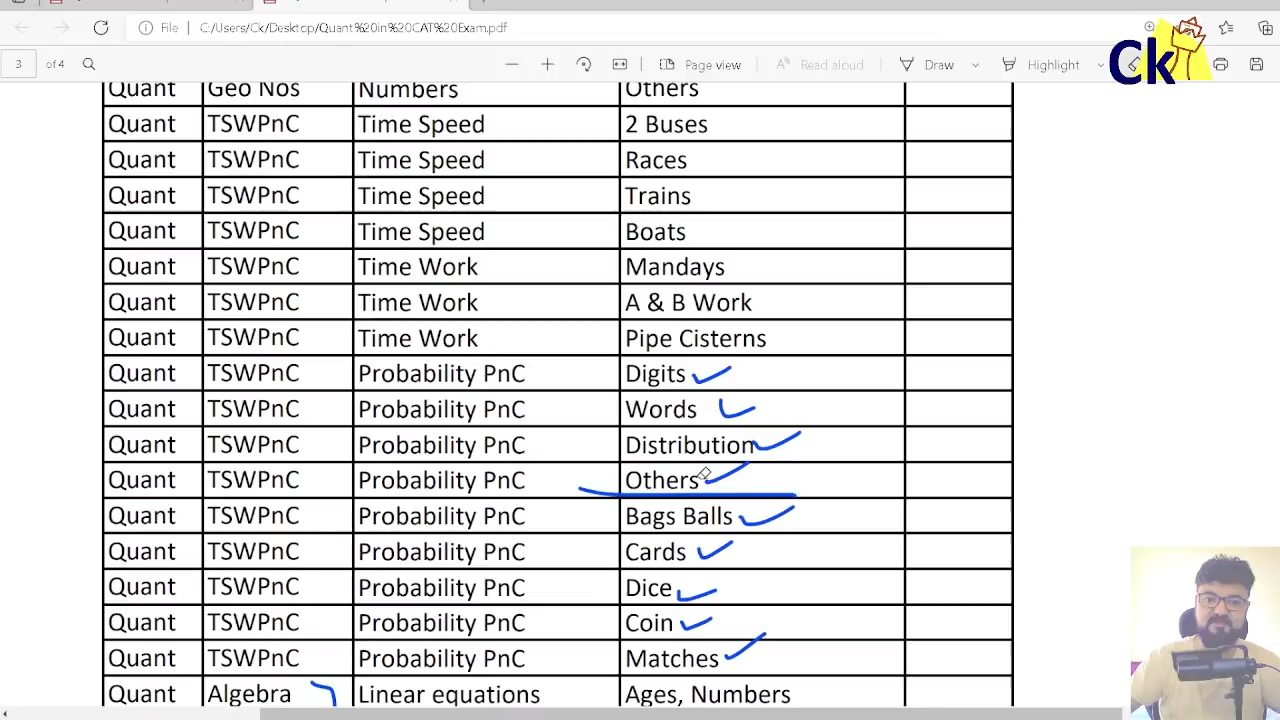 File C:/Users/Ck/Desktop/Quant%20in%20CAT%20Exam.pdf
3 of 4 Page view Read aloud Draw Highlight
Ck
Quant Geo Nos Numbers Others
Quant TSWPnC Time Speed 2 Buses
Quant TSWPnC Time Speed Races
Quant TSWPnC Time Speed Trains
Quant TSWPnC Time Speed Boats
Quant TSWPnC Time Work Mandays
Quant TSWPnC Time Work A & B Work
Quant TSWPnC Time Work Pipe Cisterns
Quant TSWPnC Probability PnC Digits
Quant TSWPnC Probability PnC Words
Quant TSWPnC Probability PnC Distribution
Quant TSWPnC Probability PnC Others
Quant TSWPnC Probability PnC Bags Balls
Quant TSWPnC Probability PnC Cards
Quant TSWPnC Probability PnC Dice
Quant TSWPnC Probability PnC Coin
Quant TSWPnC Probability PnC Matches
Quant Algebra Linear equations Ages, Numbers